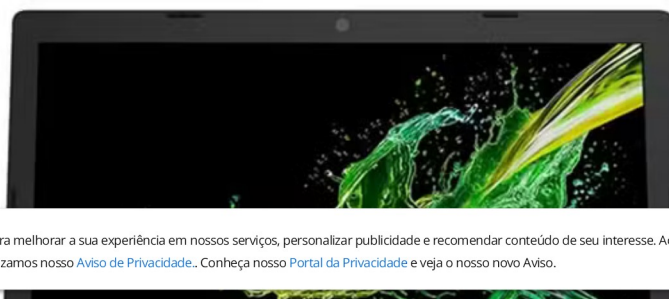 ra melhorar a sua experiência em nossos serviços, personalizar publicidade e recomendar conteúdo de seu interesse. A
zamos nosso Aviso de Privacidade.. Conheça nosso Portal da Privacidade e veja o nosso novo Aviso.